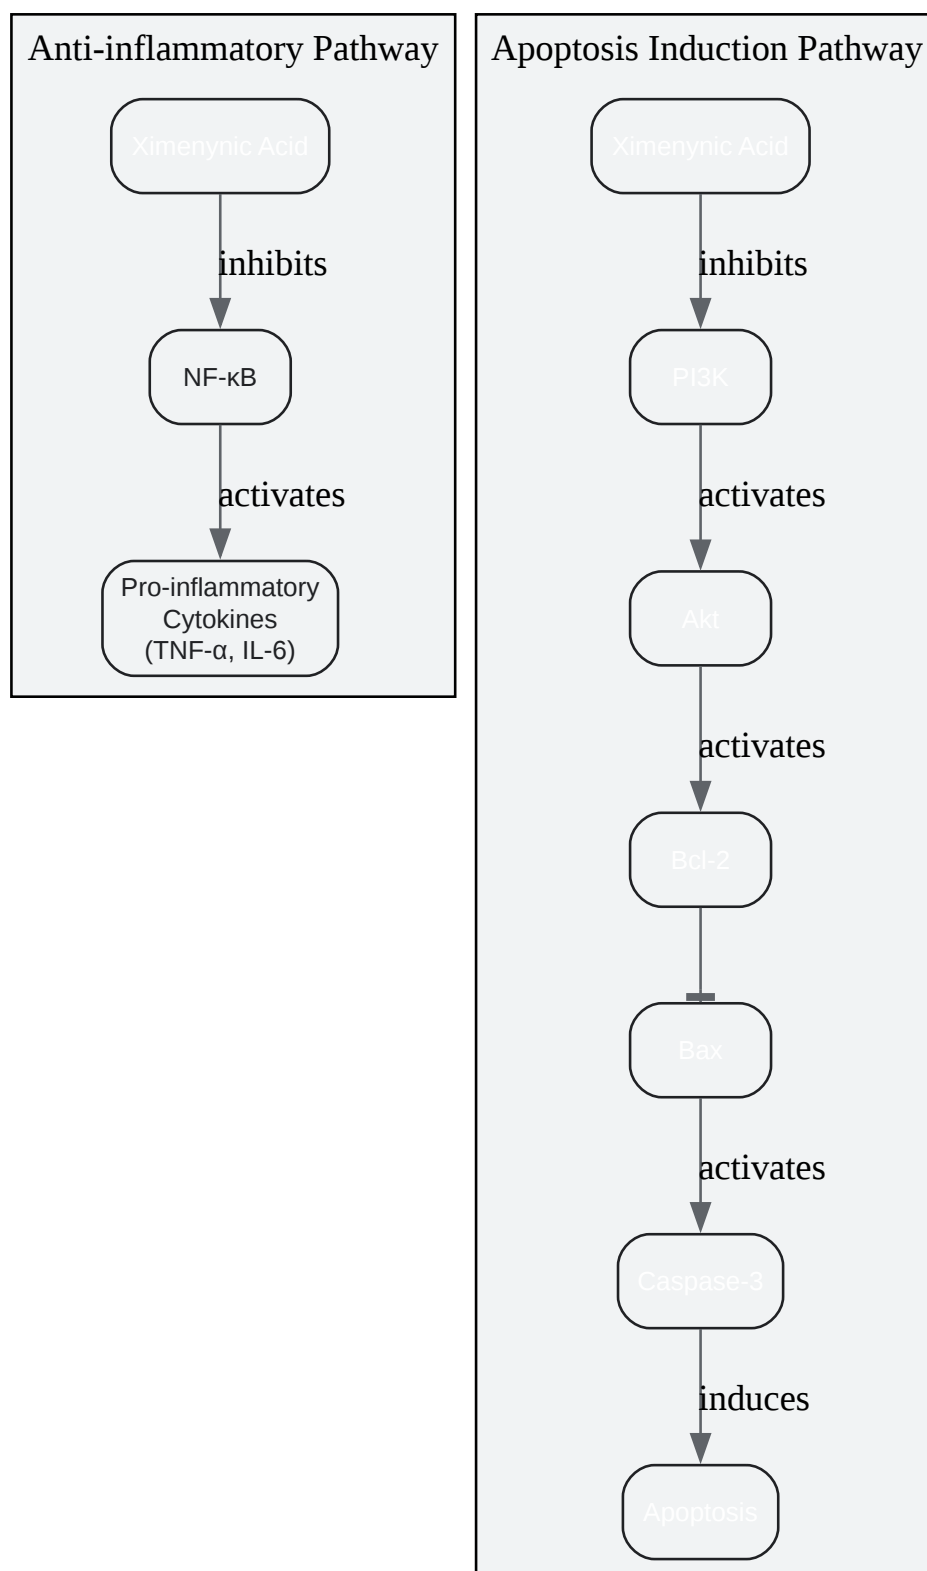 Anti-inflammatory Pathway
Ximenynic Acid
inhibits
NF-κB
activates
Pro-inflammatory
Cytokines
(TNF-α, IL-6)
Apoptosis Induction Pathway
Ximenynic Acid
inhibits
PI3K
activates
Akt
activates
Bcl-2
Bax
activates
Caspase-3
induces
Apoptosis